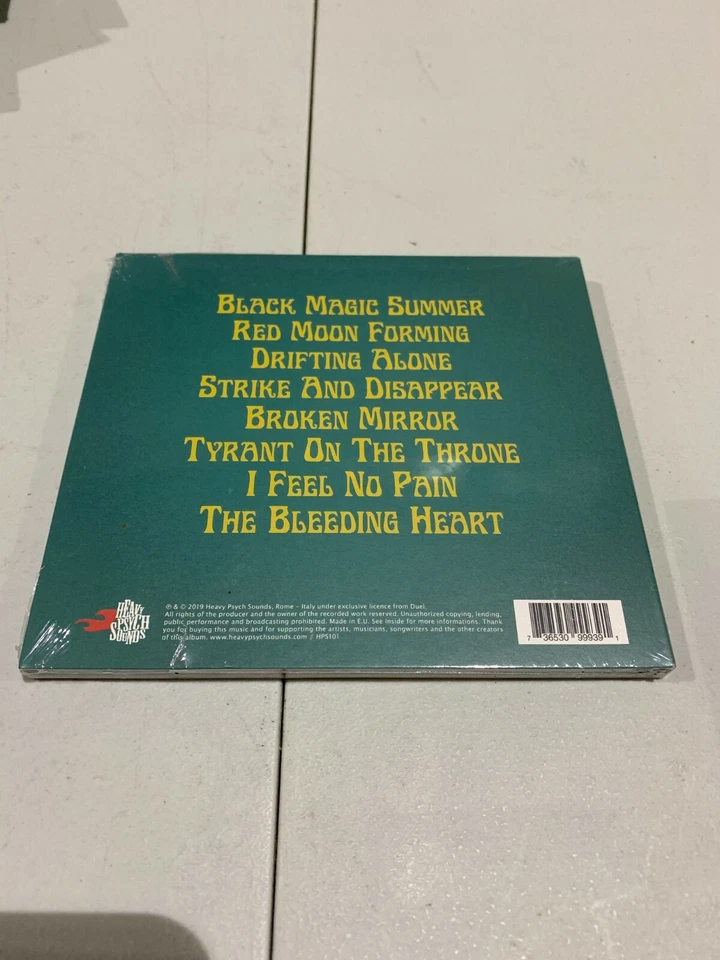 BLACK MAGIC SUMMER
RED MOON FORMING
DRIFTING ALONE
STRIKE AND DISAPPEAR
BROKEN MIRROR
TYRANT ON THE THRONE
I FEEL NO PAIN
THE BLEEDING HEART
HEAVY
PSYCH
SOUNDS
℗ & © 2019 Heavy Psych Sounds, Rome – Italy under exclusive licence from Duel.
All rights of the producer and the owner of the recorded work reserved. Unauthorized copying, lending,
public performance and broadcasting prohibited. Made in E.U. See inside for more informations. Thank
you for buying this music and for supporting the artists, musicians, songwriters and the other creators
of this album. www.heavypsychsounds.com // HPS101
7 36530 99939 1